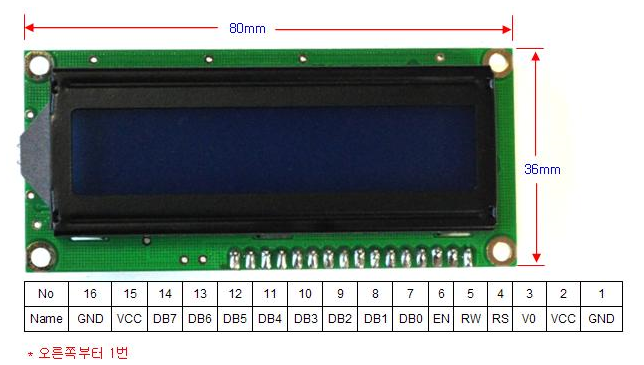 80mm
36mm
No 16 15 14 13 12 11 10 9 8 7 6 5 4 3 2 1
Name GND VCC DB7 DB6 DB5 DB4 DB3 DB2 DB1 DB0 EN RW RS V0 VCC GND
* 오른쪽부터 1번